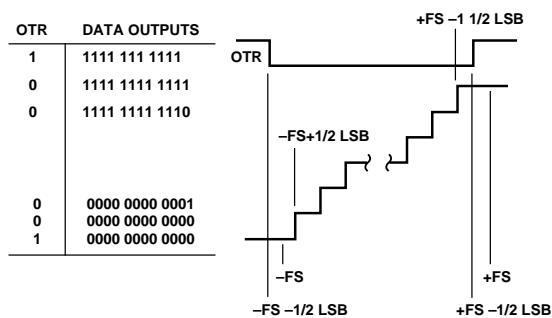 OTR DATA OUTPUTS
1 1111 111 1111
0 1111 1111 1111
0 1111 1111 1110
0 0000 0000 0001
0 0000 0000 0000
1 0000 0000 0000
+FS –1 1/2 LSB
OTR
–FS+1/2 LSB
–FS
+FS
–FS –1/2 LSB
+FS –1/2 LSB